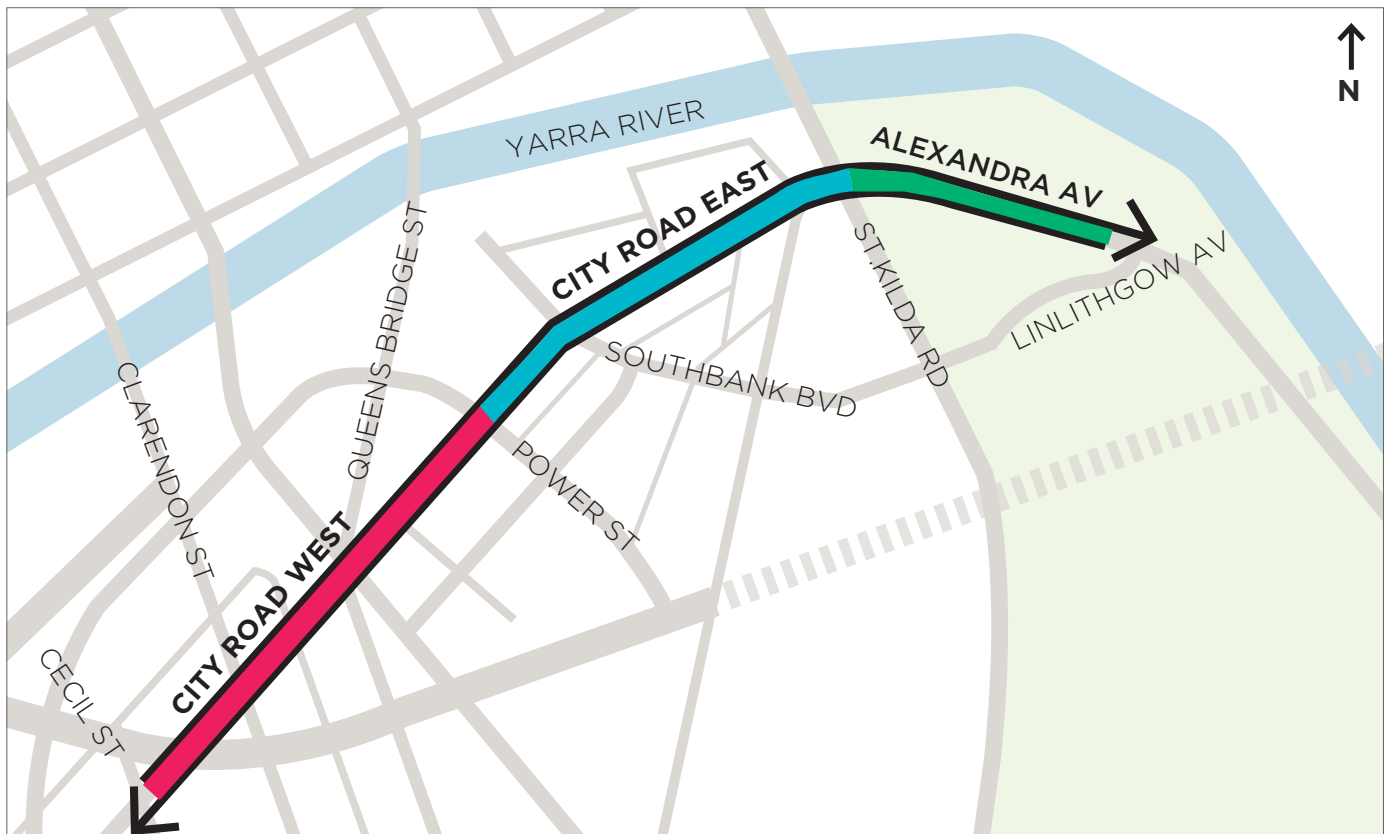 N
YARRA RIVER
ALEXANDRA AV
CITY ROAD EAST
QUEENS BRIDGE ST
ST.KILDA RD
LINLITHGOW AV
SOUTHBANK BVD
CLARENDON ST
POWER ST
CITY ROAD WEST
CECIL ST